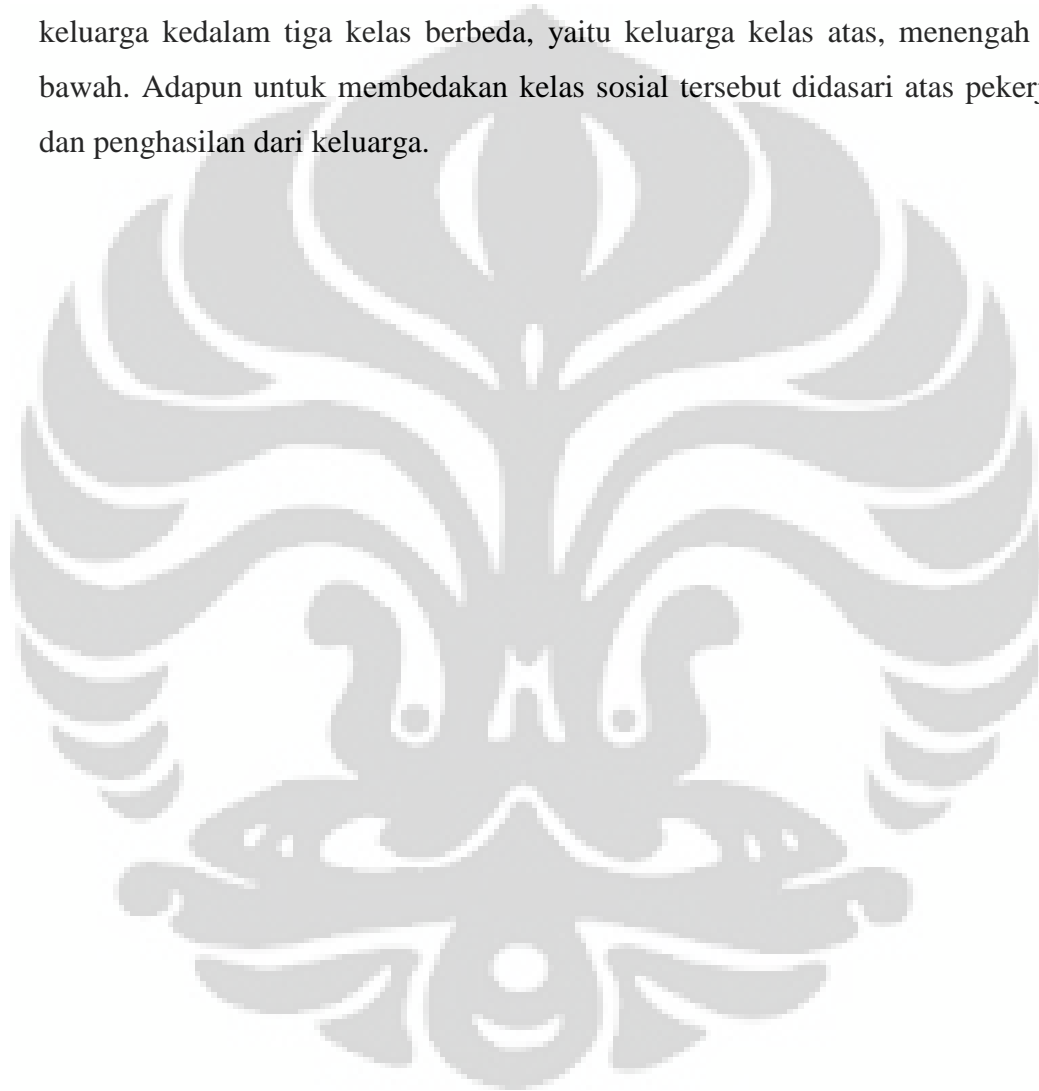 keluarga kedalam tiga kelas berbeda, yaitu keluarga kelas atas, menengah
bawah. Adapun untuk membedakan kelas sosial tersebut didasari atas
dan penghasilan dari keluarga.